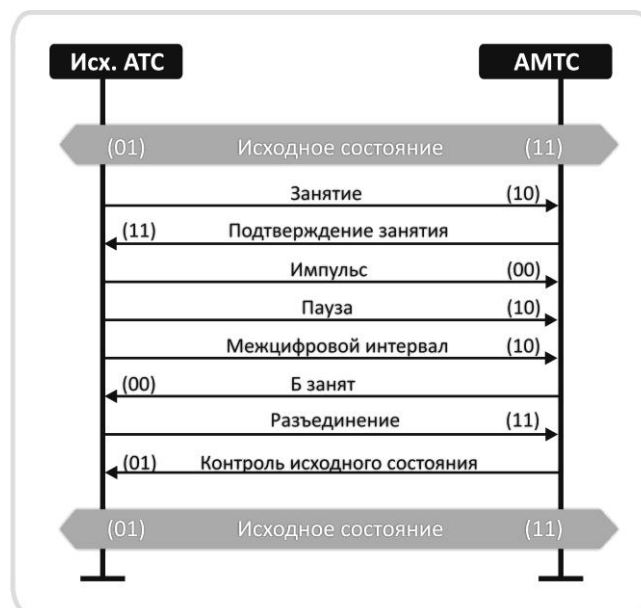 Исх. АТС АМТС
(01) Исходное состояние (11)
Занятие (10)
(11) Подтверждение занятия
Импульс (00)
Пауза (10)
Межцифровой интервал (10)
(00) Б занят
Разъединение (11)
(01) Контроль исходного состояния
(01) Исходное состояние (11)